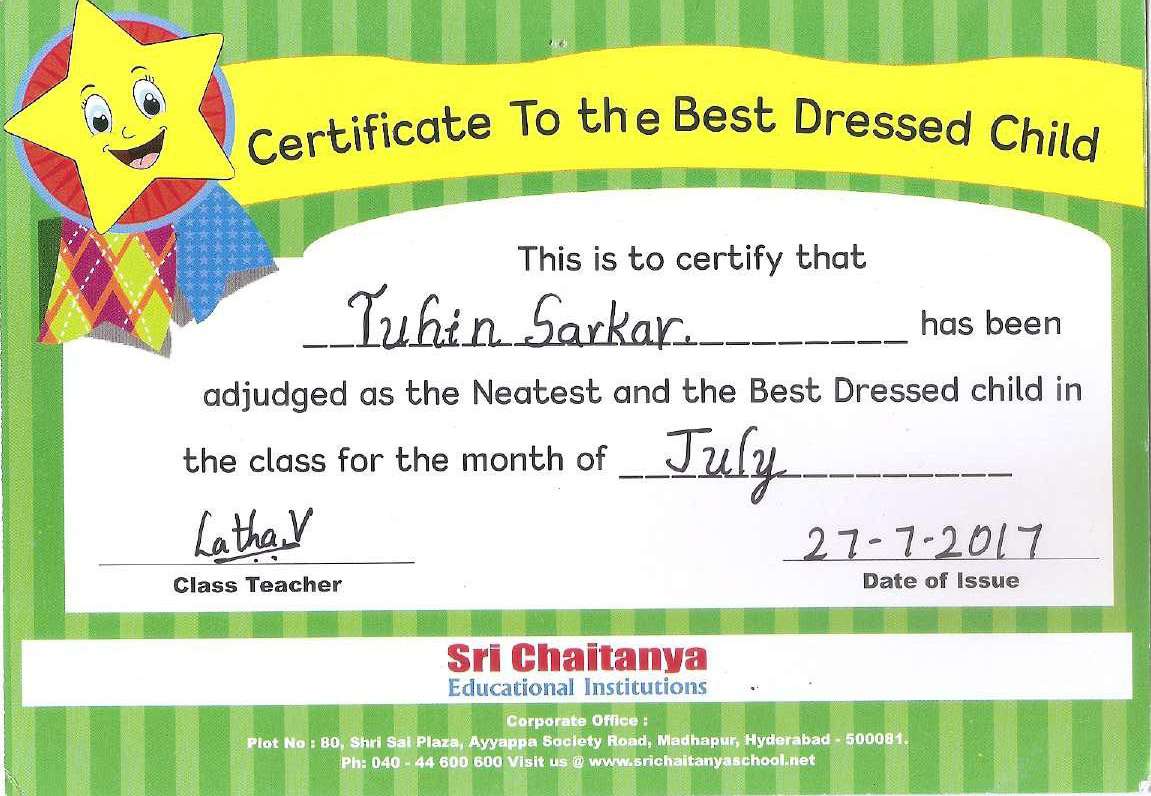 Certificate To the Best Dressed Child
This is to certify that
Tuhin Sarkar. has been
adjudged as the Neatest and the Best Dressed child in
the class for the month of July
Latha.V 27-7-2017
Class Teacher Date of Issue
Sri Chaitanya
Educational Institutions
Corporate Office :
Plot No : 80, Shri Sai Plaza, Ayyappa Society Road, Madhapur, Hyderabad - 500081.
Ph: 040 - 44 600 600 Visit us @ www.srichaitanyaschool.net